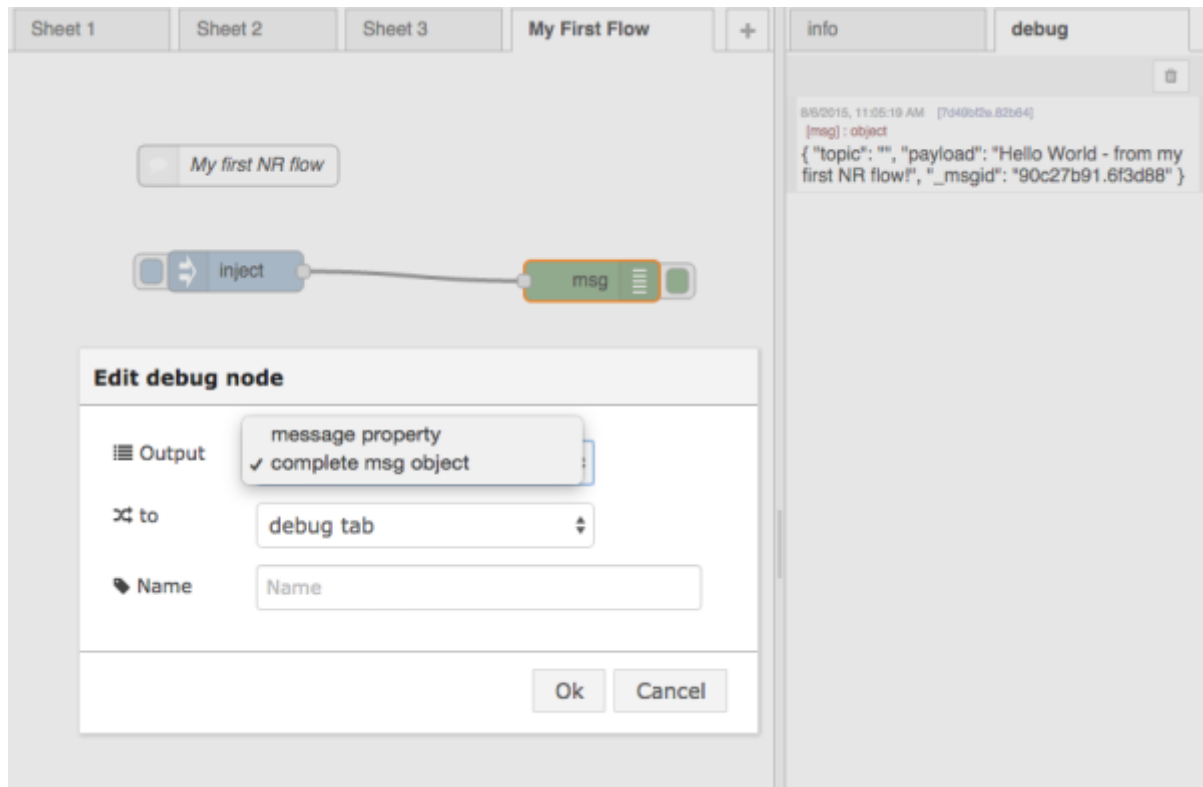 Sheet 1
Sheet 2
Sheet 3
My First Flow
+
info
debug
8/6/2015, 11:05:19 AM [7d49bf2e.82b64]
[msg] : object
{ "topic": "", "payload": "Hello World - from my
first NR flow!", "_msgid": "90c27b91.6f3d88" }
My first NR flow
inject
msg
Edit debug node
Output
message property
✓ complete msg object
to
debug tab
Name
Name
Ok
Cancel